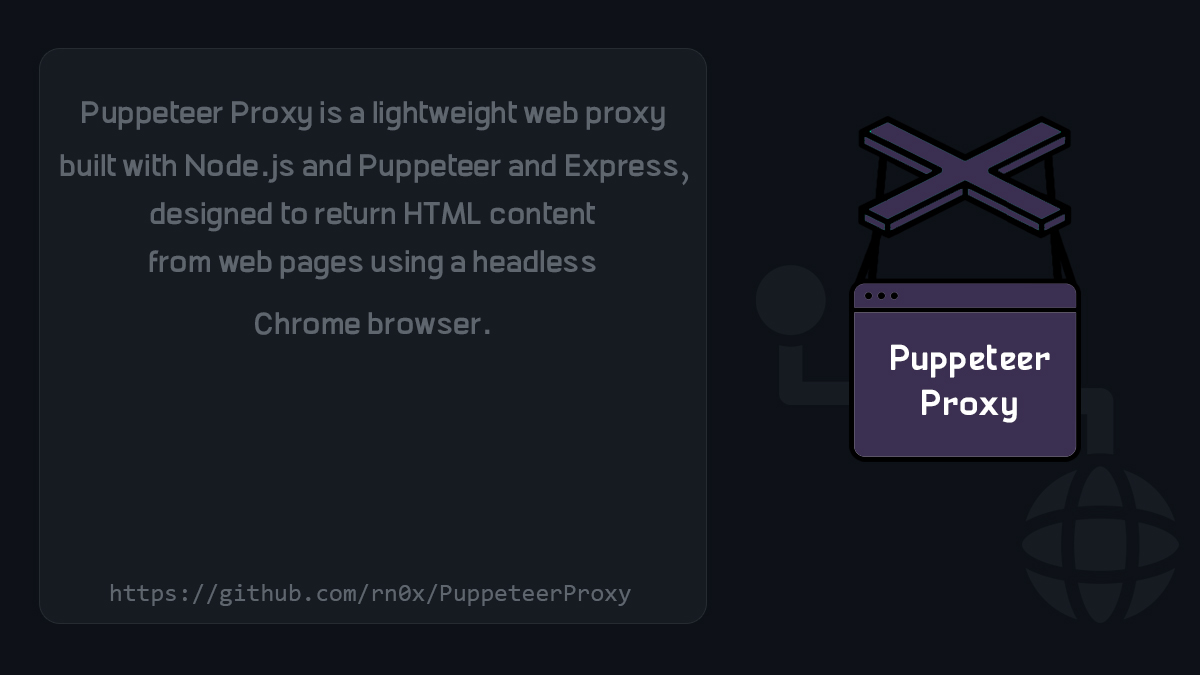 Puppeteer Proxy is a lightweight web proxy
built with Node.js and Puppeteer and Express,
designed to return HTML content
from web pages using a headless
Chrome browser.
https://github.com/rn0x/PuppeteerProxy
Puppeteer
Proxy